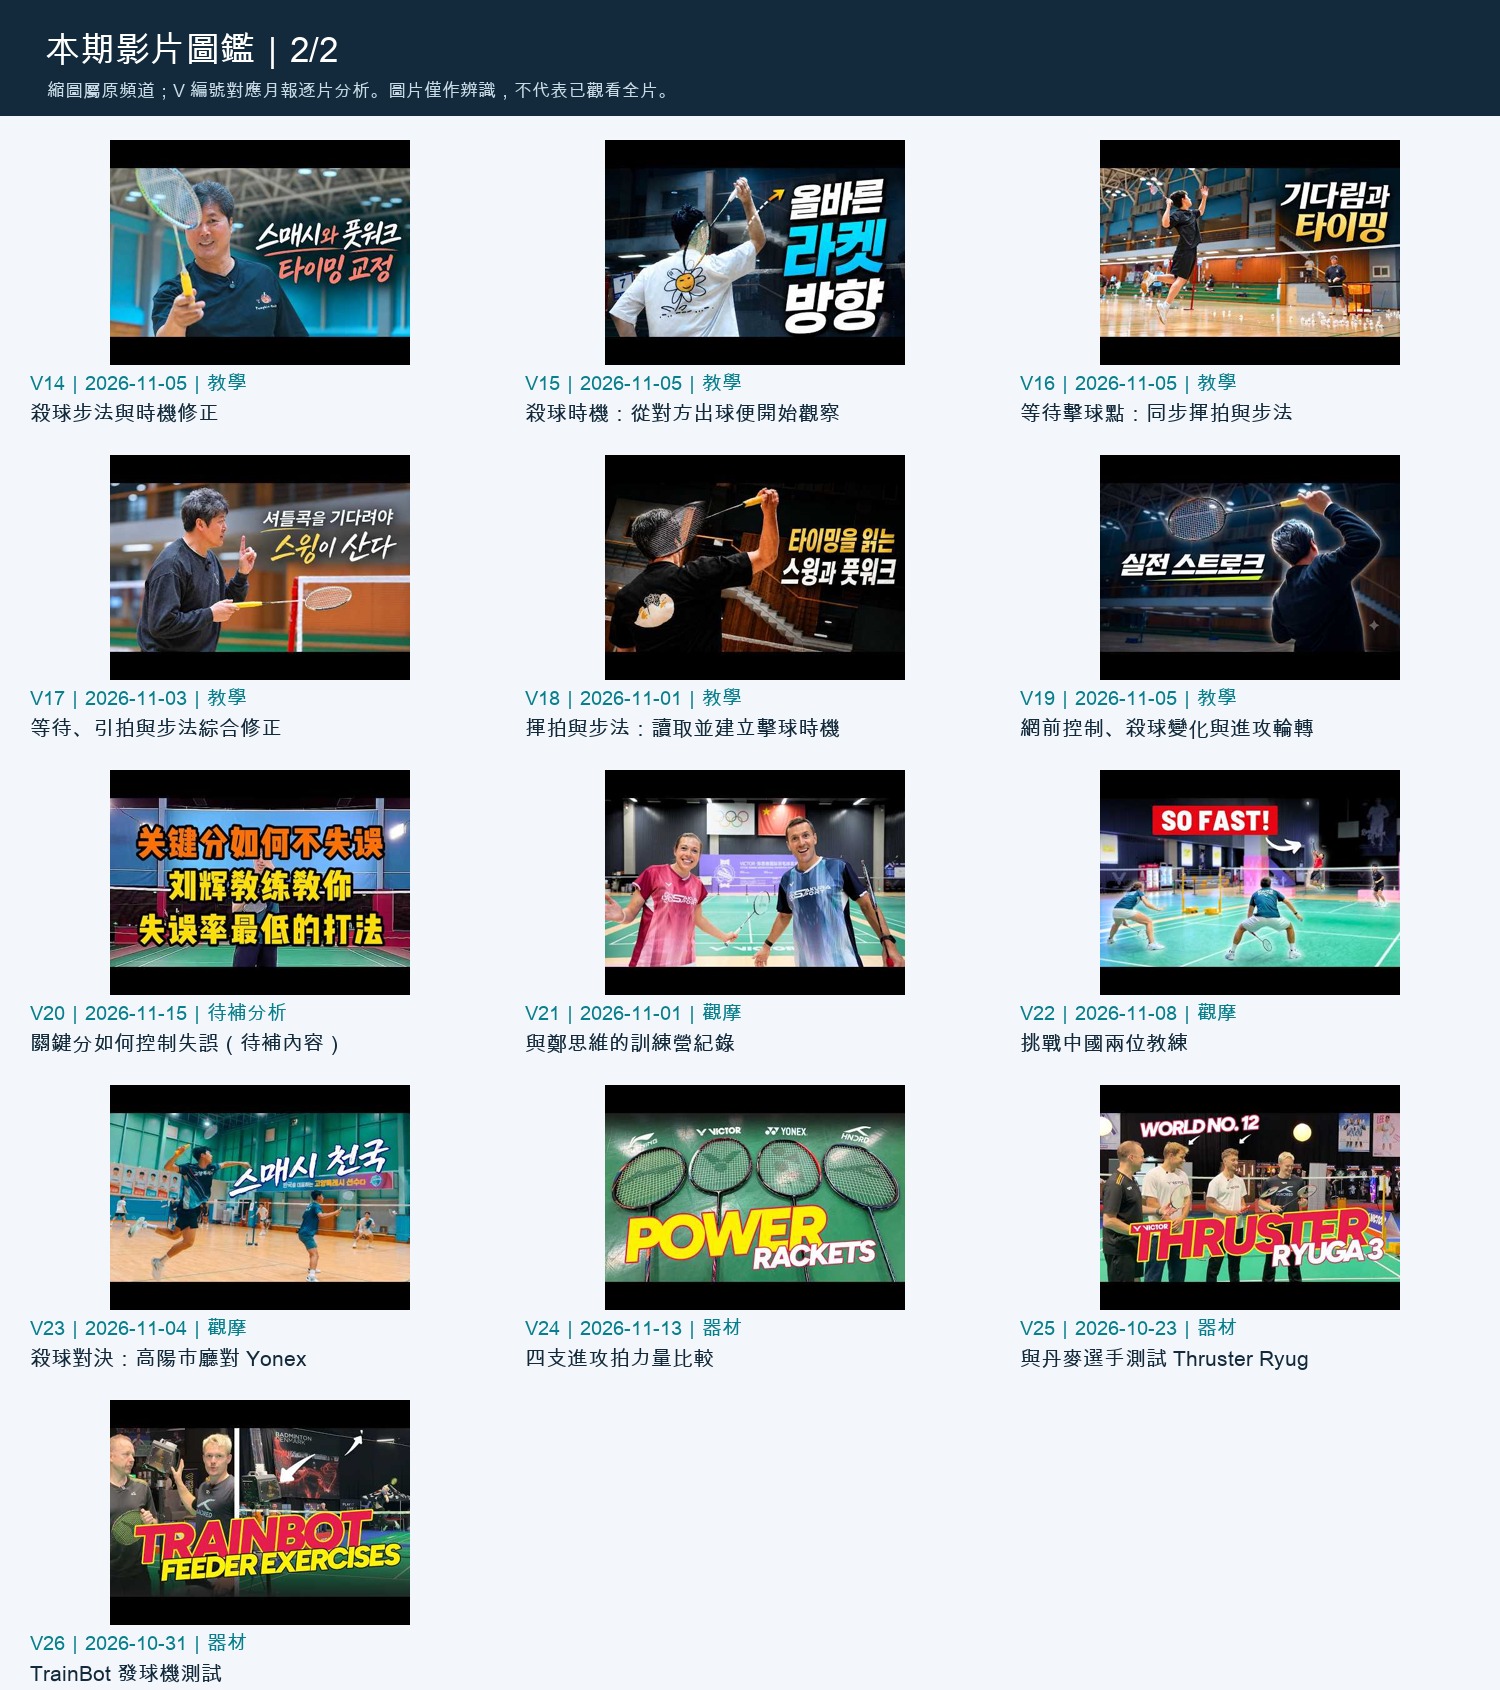 本期影片圖鑑 | 2/2
縮圖屬原頻道；V 編號對應月報逐片分析。圖片僅作辨識，不代表已觀看全片。
스매시와 풋워크
타이밍 교정
올바른
라켓
방향
7
기다림과
타이밍
V14 | 2026-11-05 | 教學
殺球步法與時機修正
V15 | 2026-11-05 | 教學
殺球時機：從對方出球便開始觀察
V16 | 2026-11-05 | 教學
等待擊球點：同步揮拍與步法
셔틀콕을 기다려야
스윙이 산다
타이밍을 읽는
스윙과 풋워크
실전 스트로크
V17 | 2026-11-03 | 教學
等待、引拍與步法綜合修正
V18 | 2026-11-01 | 教學
揮拍與步法：讀取並建立擊球時機
V19 | 2026-11-05 | 教學
網前控制、殺球變化與進攻輪轉
关键分如何不失误
刘辉教练教你
失误率最低的打法
VICTOR
SO FAST!
V20 | 2026-11-15 | 待補分析
關鍵分如何控制失誤（待補內容）
V21 | 2026-11-01 | 觀摩
與鄭思維的訓練營紀錄
V22 | 2026-11-08 | 觀摩
挑戰中國兩位教練
스매시 천국
고양특례시 선수다
VICTOR
YONEX
HNDRD
POWER
RACKETS
WORLD NO. 12
VICTOR
THRUSTER
RYUGA 3
V23 | 2026-11-04 | 觀摩
殺球對決：高陽市廳對 Yonex
V24 | 2026-11-13 | 器材
四支進攻拍力量比較
V25 | 2026-10-23 | 器材
與丹麥選手測試 Thruster Ryug
BADMINTON
DENMARK
TRAINBOT
FEEDER EXERCISES
V26 | 2026-10-31 | 器材
TrainBot 發球機測試